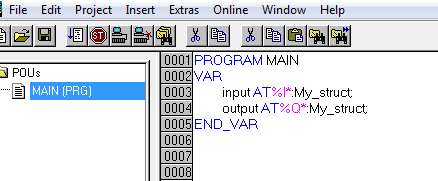 File Edit Project Insert Extras Online Window Help
POUs
MAIN (PRG)
0001 PROGRAM MAIN
0002 VAR
0003 input AT%I*:My_struct;
0004 output AT%Q*:My_struct;
0005 END_VAR
0006
0007
0008